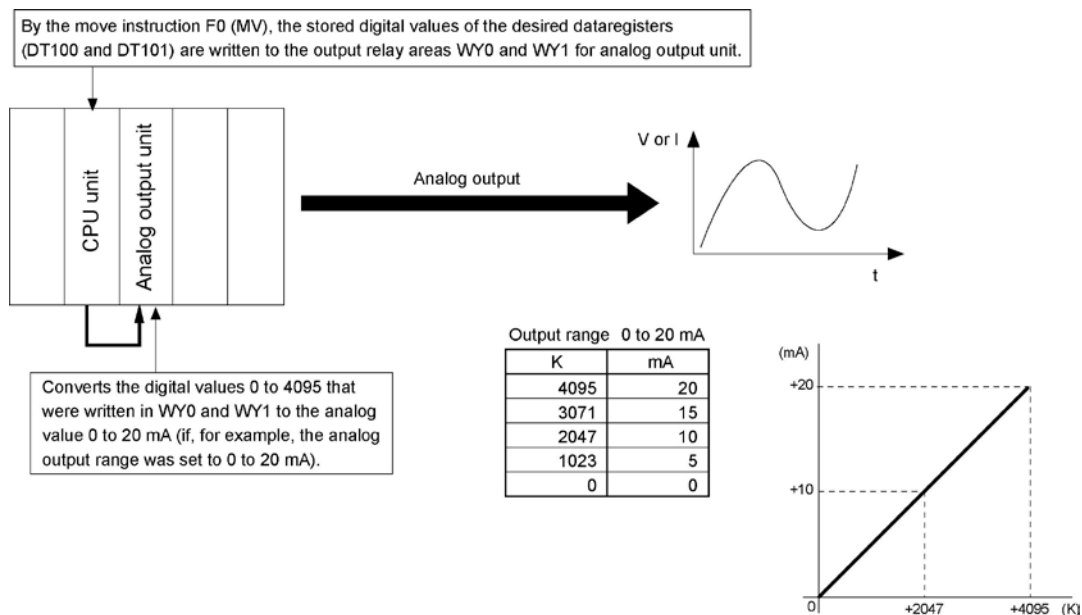 By the move instruction F0 (MV), the stored digital values of the desired dataregisters
(DT100 and DT101) are written to the output relay areas WY0 and WY1 for analog output unit.
CPU unit
Analog output unit
Analog output
V or I
t
Converts the digital values 0 to 4095 that
were written in WY0 and WY1 to the analog
value 0 to 20 mA (if, for example, the analog
output range was set to 0 to 20 mA).
Output range 0 to 20 mA
K mA
4095 20
3071 15
2047 10
1023 5
0 0
(mA)
+20
+10
0 +2047 +4095 (K)